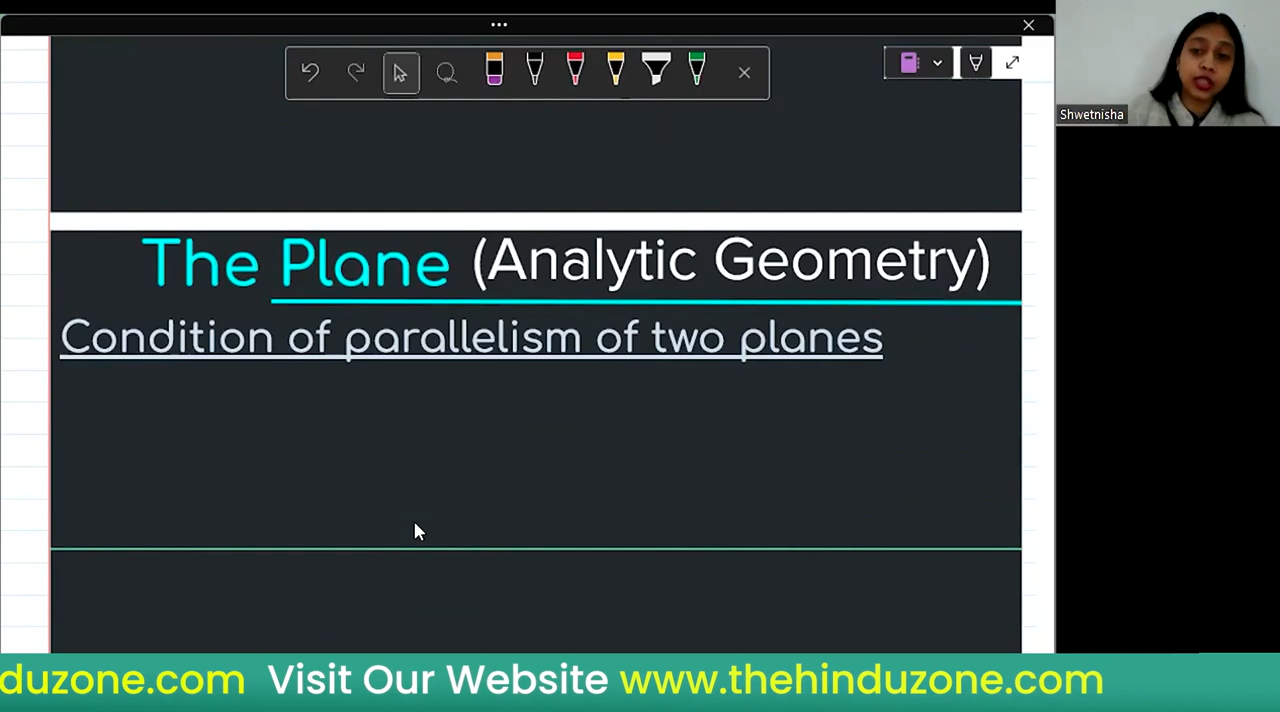 Shwetnisha
The Plane (Analytic Geometry)
Condition of parallelism of two planes
duzone.com Visit Our Website www.thehinduzone.com